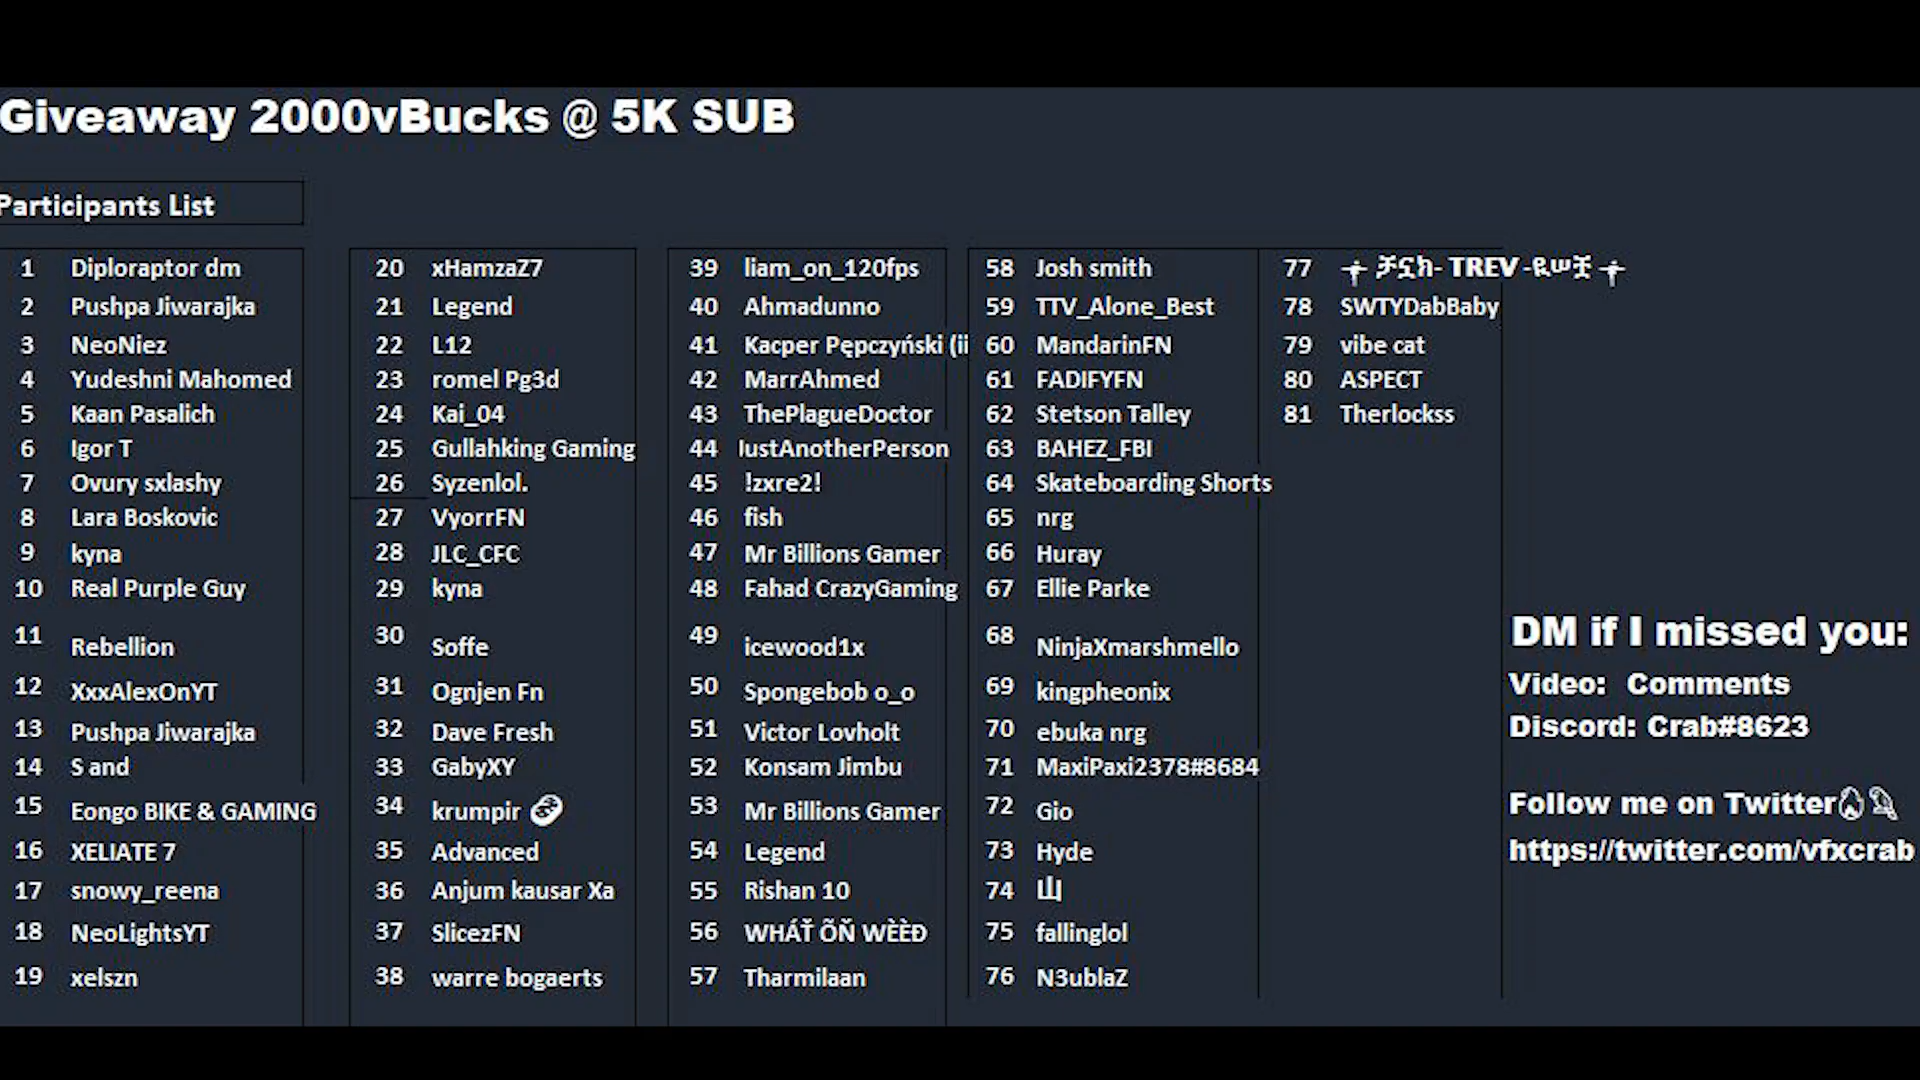 Giveaway 2000vBucks @ 5K SUB
Participants List
1 Diploraptor dm
2 Pushpa Jiwarajka
3 NeoNiez
4 Yudeshni Mahomed
5 Kaan Pasalich
6 Igor T
7 Ovury sxlashy
8 Lara Boskovic
9 kyna
10 Real Purple Guy
11 Rebellion
12 XxxAlexOnYT
13 Pushpa Jiwarajka
14 S and
15 Eongo BIKE & GAMING
16 XELIATE 7
17 snowy_reena
18 NeoLightsYT
19 xelszn
20 xHamzaZ7
21 Legend
22 L12
23 romel Pg3d
24 Kai_04
25 Gullahking Gaming
26 Syzenlol.
27 VyorrFN
28 JLC_CFC
29 kyna
30 Soffe
31 Ognjen Fn
32 Dave Fresh
33 GabyXY
34 krumpir 🥔
35 Advanced
36 Anjum kausar Xa
37 SlicezFN
38 warre bogaerts
39 liam_on_120fps
40 Ahmadunno
41 Kacper Pępczyński (ii
42 MarrAhmed
43 ThePlagueDoctor
44 IustAnotherPerson
45 !zxre2!
46 fish
47 Mr Billions Gamer
48 Fahad CrazyGaming
49 icewood1x
50 Spongebob o_o
51 Victor Lovholt
52 Konsam Jimbu
53 Mr Billions Gamer
54 Legend
55 Rishan 10
56 WHÁŤ ÕŇ WÈÈĐ
57 Tharmilaan
58 Josh smith
59 TTV_Alone_Best
60 MandarinFN
61 FADIFYFN
62 Stetson Talley
63 BAHEZ_FBI
64 Skateboarding Shorts
65 nrg
66 Huray
67 Ellie Parke
68 NinjaXmarshmello
69 kingpheonix
70 ebuka nrg
71 MaxiPaxi2378#8684
72 Gio
73 Hyde
74
75 fallinglol
76 N3ublaZ
77 - TREV -
78 SWTYDabBaby
79 vibe cat
80 ASPECT
81 Therlockss
DM if I missed you:
Video: Comments
Discord: Crab#8623
Follow me on Twitter
https://twitter.com/vfxcrab